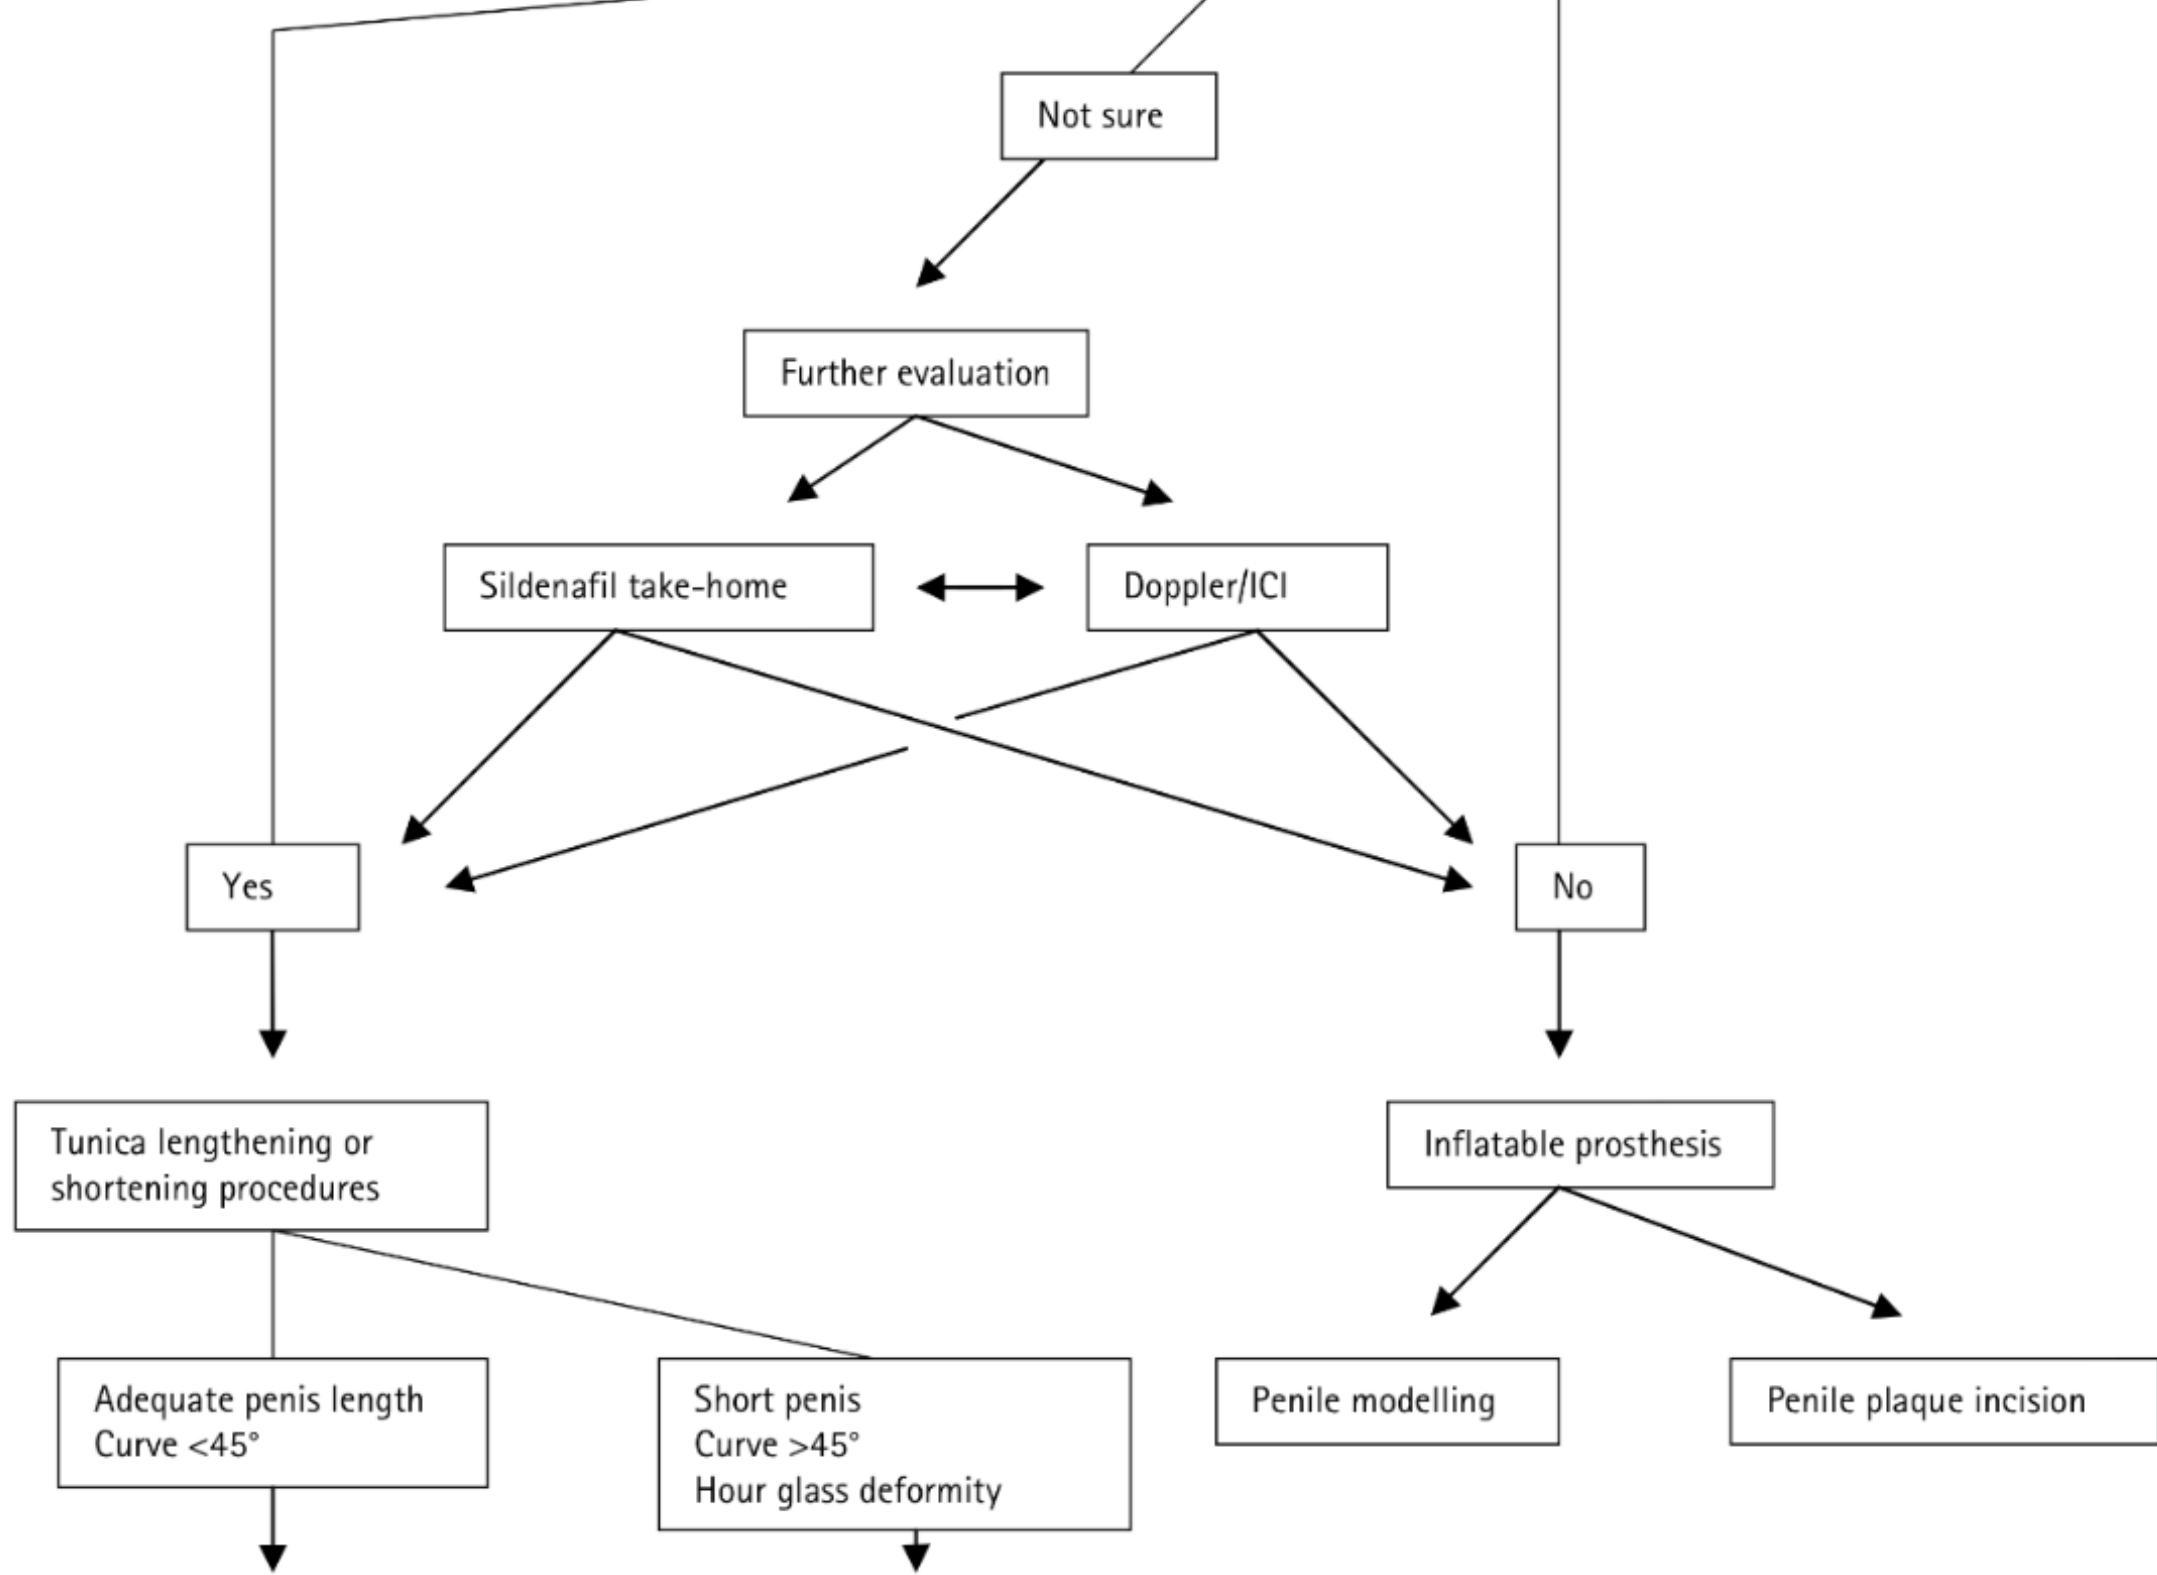 Not sure
Further evaluation
Sildenafil take-home
Doppler/ICI
Yes
No
Tunica lengthening or
shortening procedures
Inflatable prosthesis
Adequate penis length
Curve <45°
Short penis
Curve >45°
Hour glass deformity
Penile modelling
Penile plaque incision